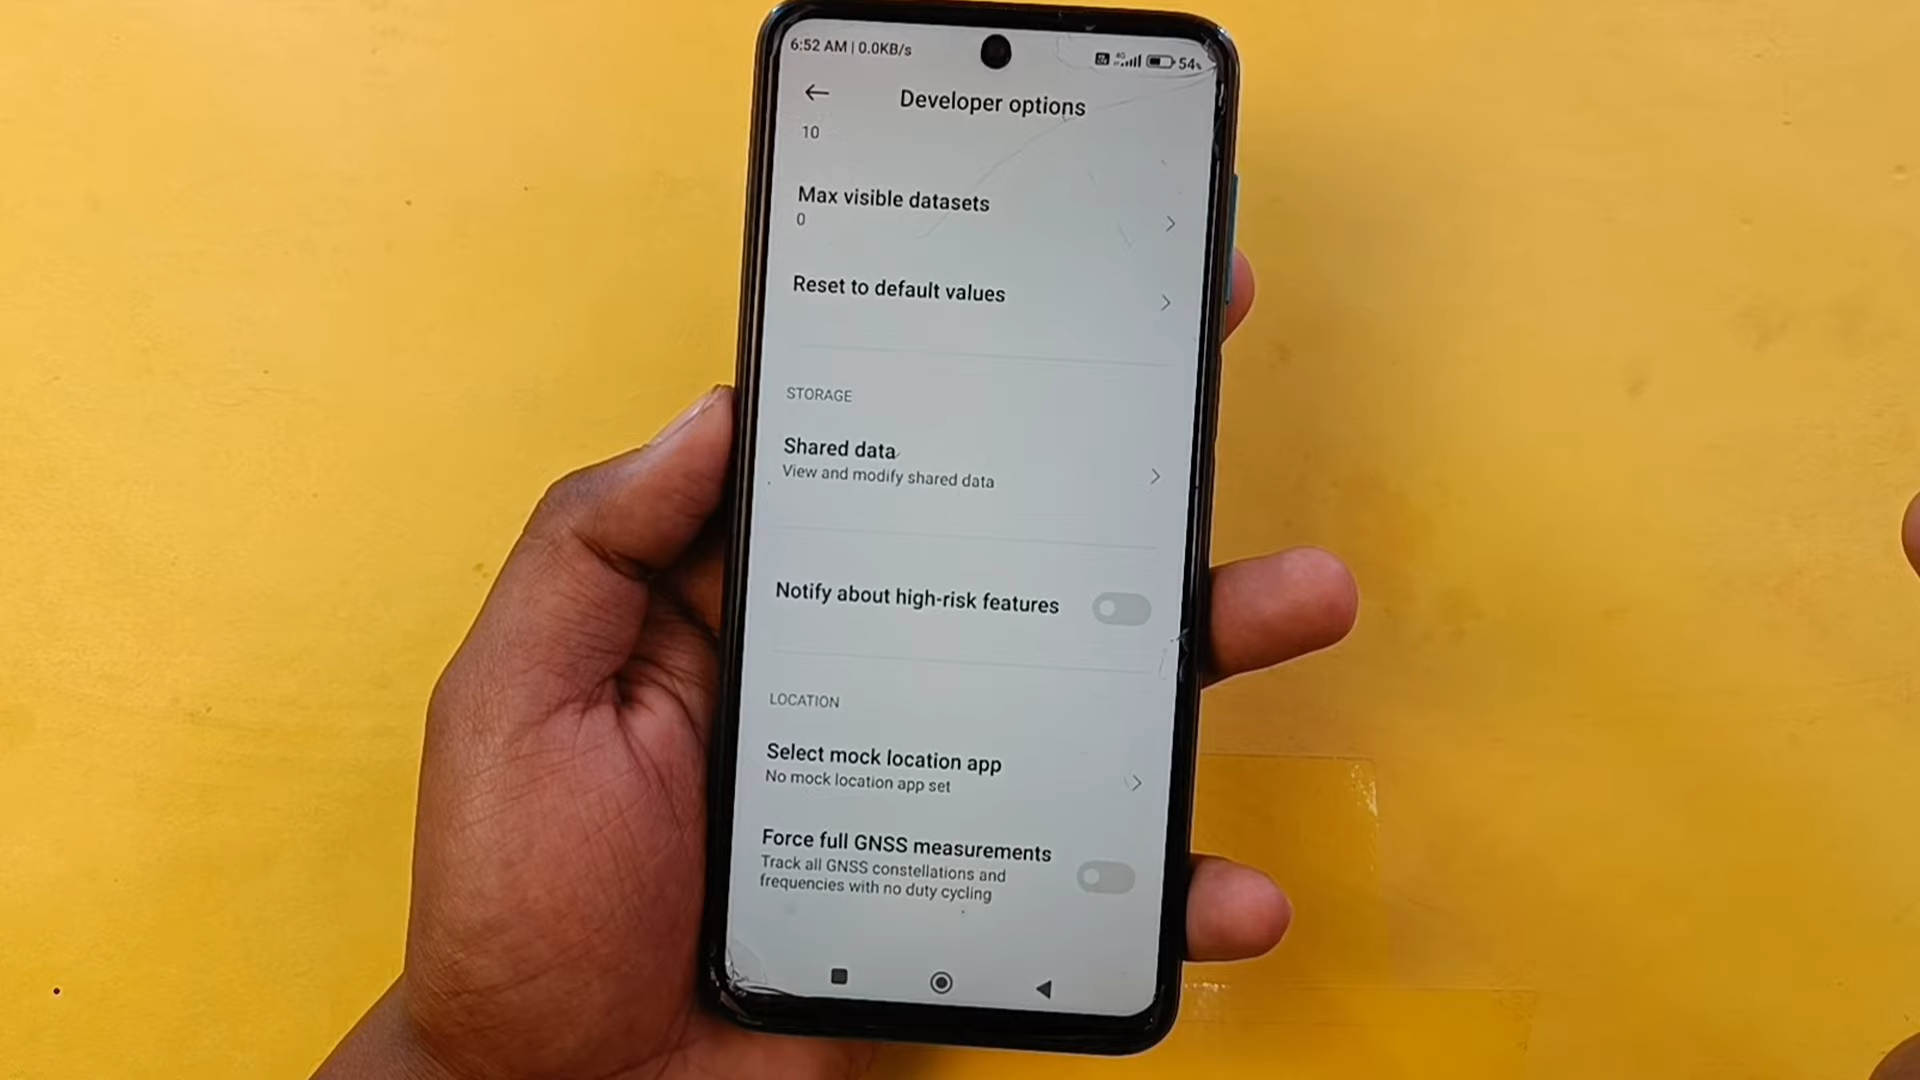 6:52 AM | 0.0KB/s
4G
54%
Developer options
10
Max visible datasets
0
Reset to default values
STORAGE
Shared data
View and modify shared data
Notify about high-risk features
LOCATION
Select mock location app
No mock location app set
Force full GNSS measurements
Track all GNSS constellations and
frequencies with no duty cycling